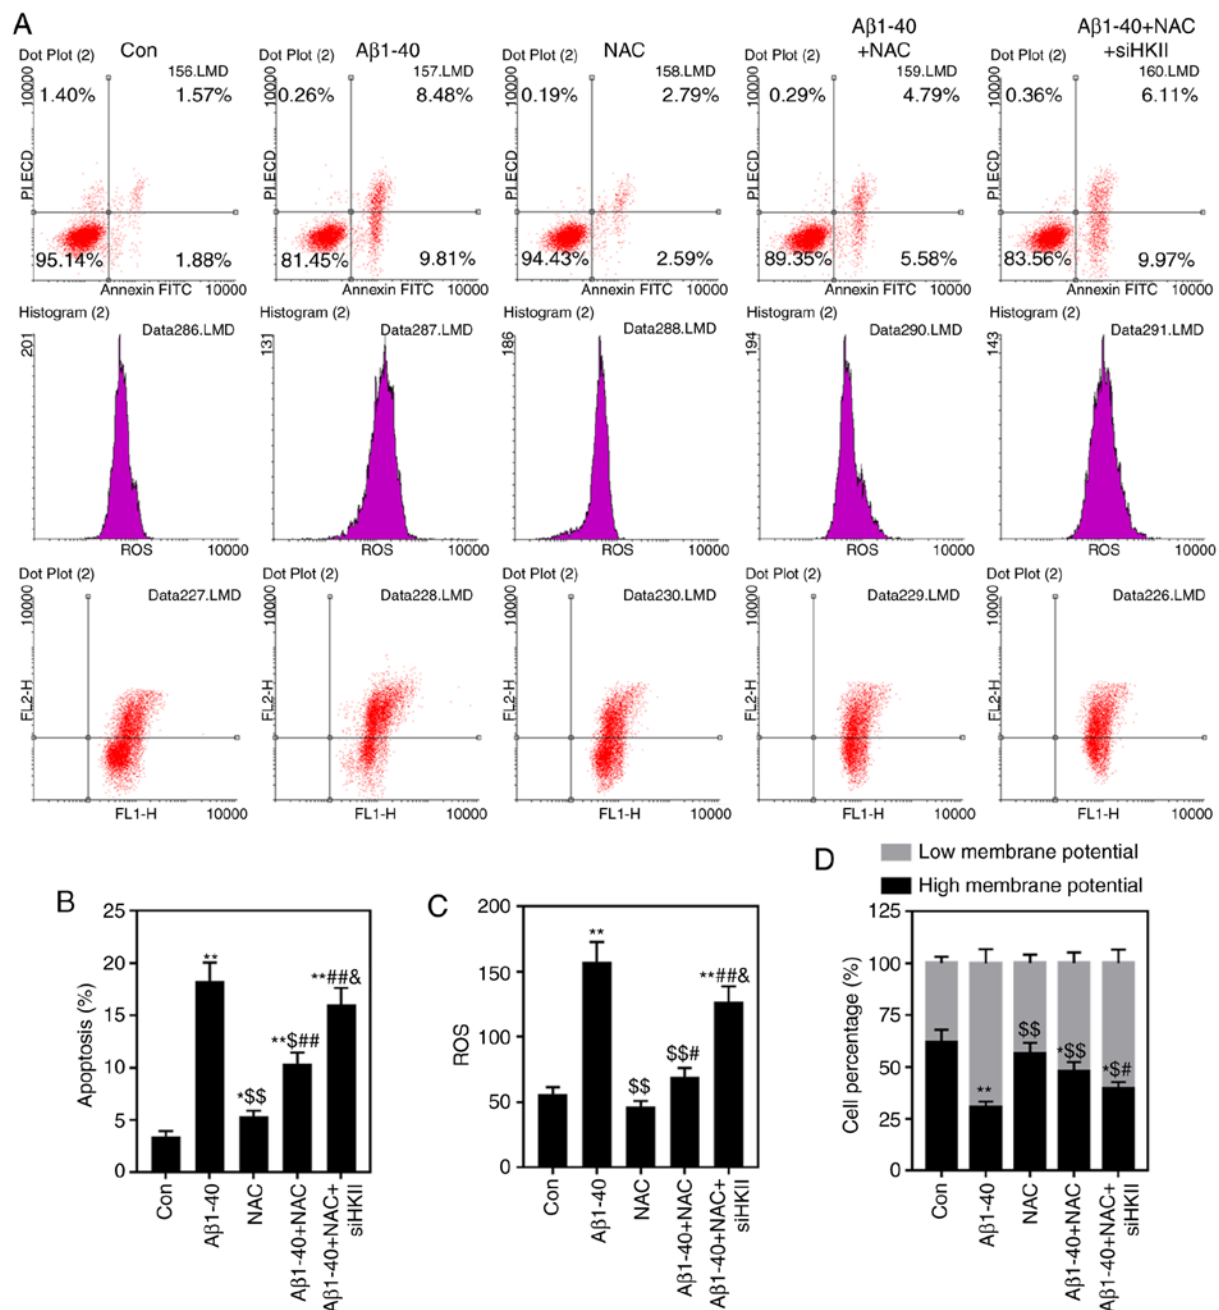 A
Con
Aβ1-40
NAC
Aβ1-40
+NAC
Aβ1-40+NAC
+siHKII
Dot Plot (2)
156.LMD
10000
1.40%
1.57%
PI ECD
95.14%
1.88%
Annexin FITC
10000
Dot Plot (2)
157.LMD
10000
0.26%
8.48%
PI ECD
81.45%
9.81%
Annexin FITC
10000
Dot Plot (2)
158.LMD
10000
0.19%
2.79%
PI ECD
94.43%
2.59%
Annexin FITC
10000
Dot Plot (2)
159.LMD
10000
0.29%
4.79%
PI ECD
89.35%
5.58%
Annexin FITC
10000
Dot Plot (2)
160.LMD
10000
0.36%
6.11%
PI ECD
83.56%
9.97%
Annexin FITC
10000
Histogram (2)
Data286.LMD
201
ROS
10000
Histogram (2)
Data287.LMD
131
ROS
10000
Histogram (2)
Data288.LMD
186
ROS
10000
Histogram (2)
Data290.LMD
194
ROS
10000
Histogram (2)
Data291.LMD
143
ROS
10000
Dot Plot (2)
Data227.LMD
10000
FL2-H
FL1-H
10000
Dot Plot (2)
Data228.LMD
10000
FL2-H
FL1-H
10000
Dot Plot (2)
Data230.LMD
10000
FL2-H
FL1-H
10000
Dot Plot (2)
Data229.LMD
10000
FL2-H
FL1-H
10000
Dot Plot (2)
Data226.LMD
10000
FL2-H
FL1-H
10000
B
25
20
15
10
5
0
Apoptosis (%)
**
*$$
**$##
**##&
Con
Aβ1-40
NAC
Aβ1-40+NAC
Aβ1-40+NAC+
siHKII
C
200
150
100
50
0
ROS
**
$$
$$#
**##&
Con
Aβ1-40
NAC
Aβ1-40+NAC
Aβ1-40+NAC+
siHKII
D
Low membrane potential
High membrane potential
125
100
75
50
25
0
Cell percentage (%)
**
$$
*$$
*$#
Con
Aβ1-40
NAC
Aβ1-40+NAC
Aβ1-40+NAC+
siHKII